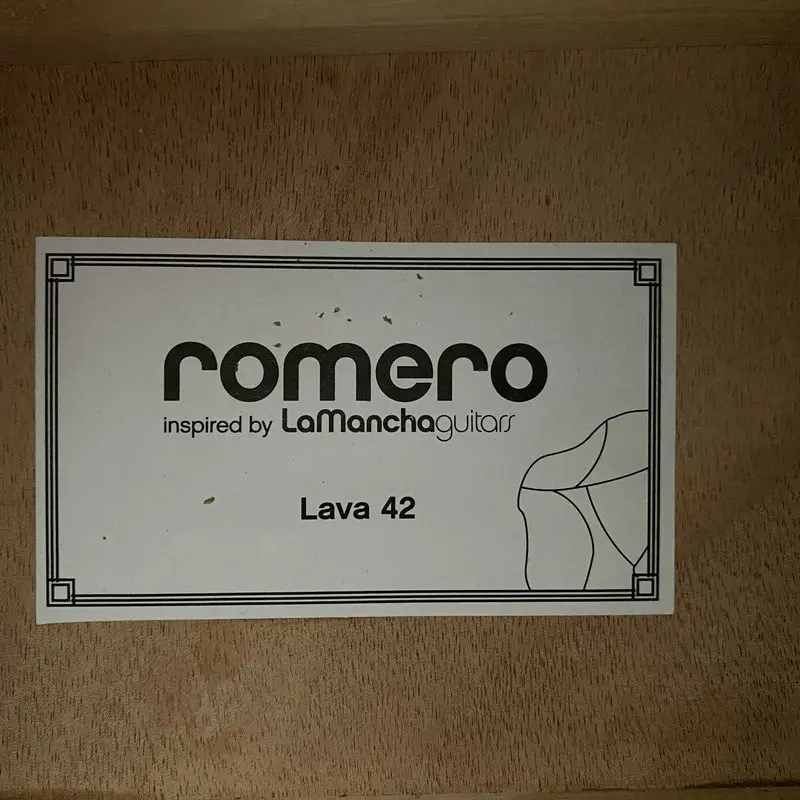 romero
inspired by LaManchaguitars
Lava 42